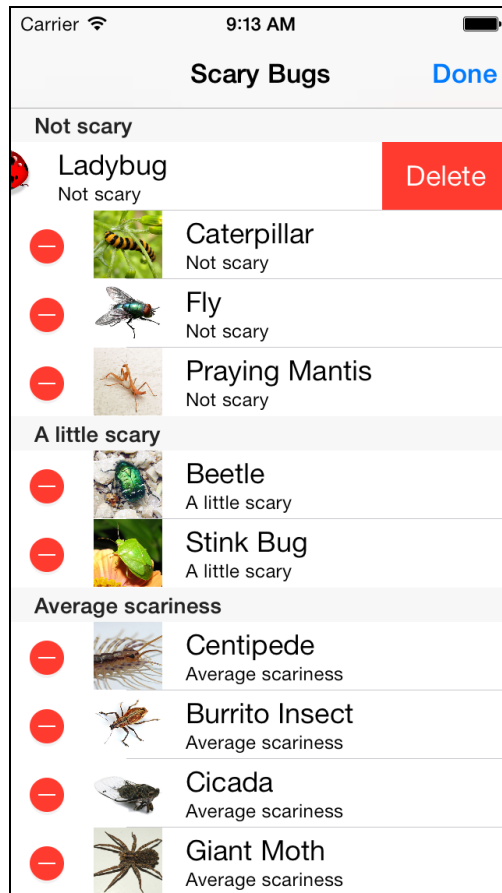 Carrier 9:13 AM
Scary Bugs Done
Not scary
Ladybug
Not scary
Delete
Caterpillar
Not scary
Fly
Not scary
Praying Mantis
Not scary
A little scary
Beetle
A little scary
Stink Bug
A little scary
Average scariness
Centipede
Average scariness
Burrito Insect
Average scariness
Cicada
Average scariness
Giant Moth
Average scariness